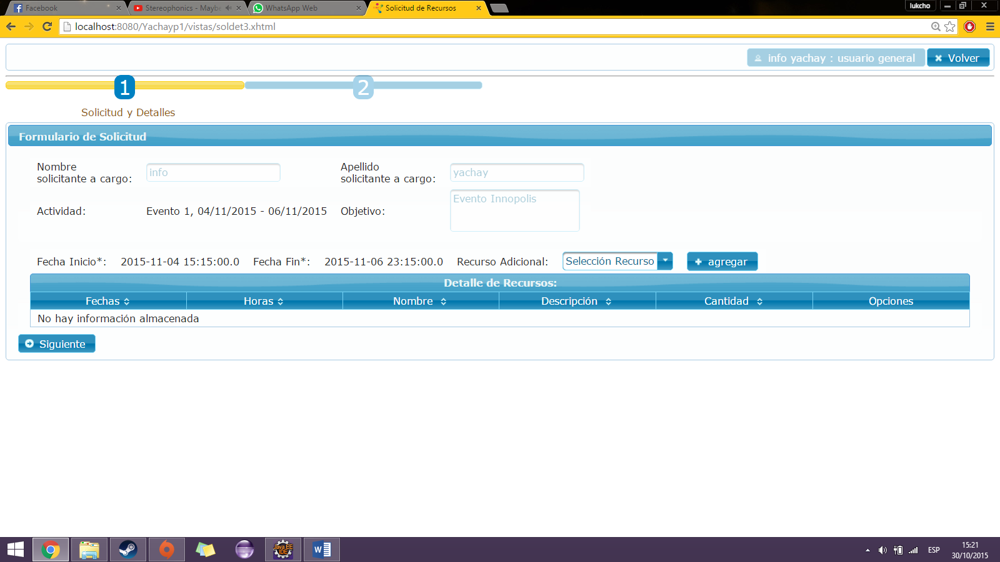 Facebook
Stereophonics - Maybe
WhatsApp Web
Solicitud de Recursos
lukcho
localhost:8080/Yachayp1/vistas/soldet3.xhtml
info yachay : usuario general
Volver
1
2
Solicitud y Detalles
Formulario de Solicitud
Nombre
solicitante a cargo:
info
Apellido
solicitante a cargo:
yachay
Actividad:
Evento 1, 04/11/2015 - 06/11/2015
Objetivo:
Evento Innopolis
Fecha Inicio*: 2015-11-04 15:15:00.0 Fecha Fin*: 2015-11-06 23:15:00.0 Recurso Adicional: Selección Recurso agregar
Detalle de Recursos:
Fechas Horas Nombre Descripción Cantidad Opciones
No hay información almacenada
Siguiente
Java EE
IDE
W
ESP
15:21
30/10/2015